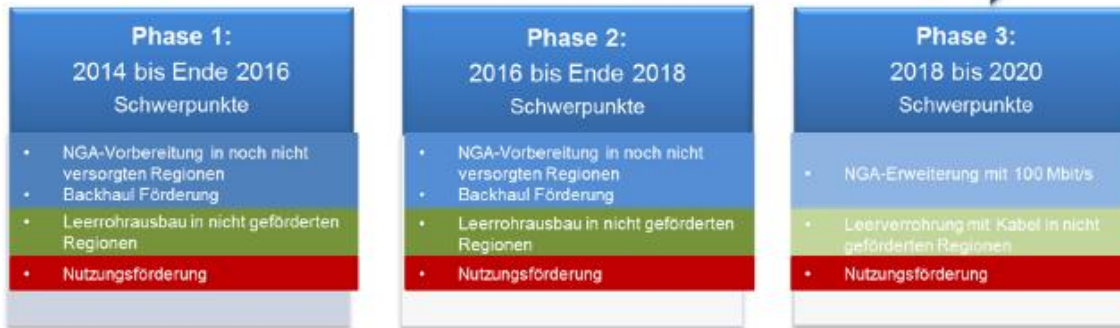 Phase 1:
2014 bis Ende 2016
Schwerpunkte
• NGA-Vorbereitung in noch nicht
versorgten Regionen
• Backhaul Förderung
• Leerrohrausbau in nicht geförderten
Regionen
• Nutzungsförderung
Phase 2:
2016 bis Ende 2018
Schwerpunkte
• NGA-Vorbereitung in noch nicht
versorgten Regionen
• Backhaul Förderung
• Leerrohrausbau in nicht geförderten
Regionen
• Nutzungsförderung
Phase 3:
2018 bis 2020
Schwerpunkte
• NGA-Erweiterung mit 100 Mbit/s
• Leerverrohrung mit Kabel in nicht
geförderten Regionen
• Nutzungsförderung